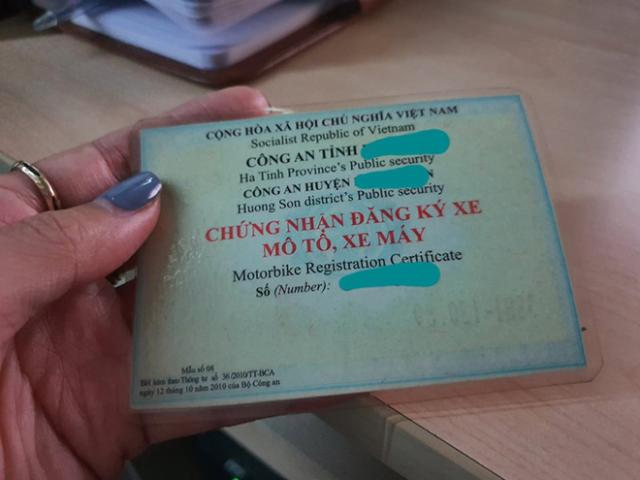 CỘNG HÒA XÃ HỘI CHỦ NGHĨA VIỆT NAM
Socialist Republic of Vietnam
CÔNG AN TỈNH
Ha Tinh Province's Public security
CÔNG AN HUYỆN N
Huong Son district's Public security
CHỨNG NHẬN ĐĂNG KÝ XE
MÔ TÔ, XE MÁY
Motorbike Registration Certificate
Số (Number):
Mẫu số 08
Bét kèm theo Thông tư số 36/2010/TT-BCA
ngày 12 tháng 10 năm 2010 của Bộ Công an